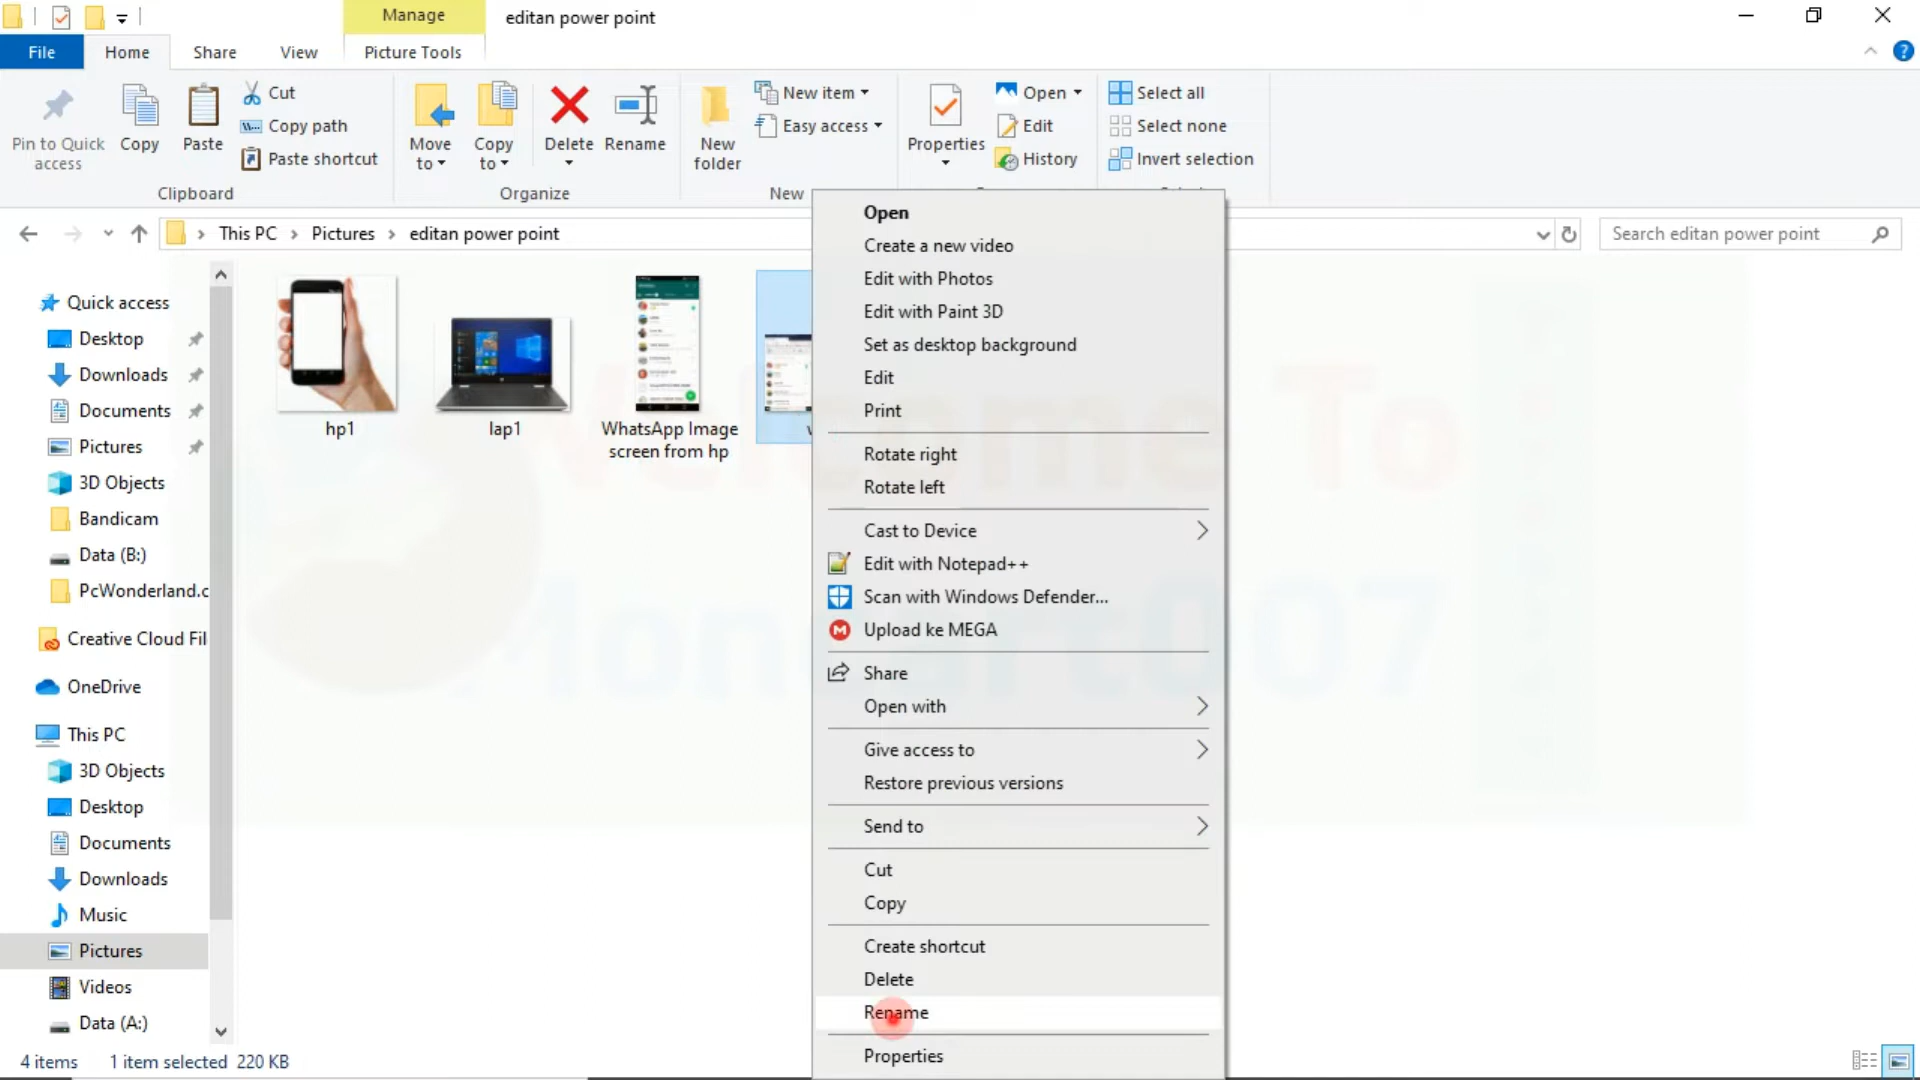 Manage
editan power point
File
Home
Share
View
Picture Tools
Pin to Quick access
Copy
Paste
Cut
Copy path
Paste shortcut
Clipboard
Move to
Copy to
Delete
Rename
Organize
New folder
New item
Easy access
New
Properties
Open
Edit
History
Select all
Select none
Invert selection
This PC
Pictures
editan power point
Search editan power point
Quick access
Desktop
Downloads
Documents
Pictures
3D Objects
Bandicam
Data (B:)
PcWonderland.c
Creative Cloud Fil
OneDrive
This PC
3D Objects
Desktop
Documents
Downloads
Music
Pictures
Videos
Data (A:)
hp1
lap1
WhatsApp Image
screen from hp
Open
Create a new video
Edit with Photos
Edit with Paint 3D
Set as desktop background
Edit
Print
Rotate right
Rotate left
Cast to Device
Edit with Notepad++
Scan with Windows Defender...
Upload ke MEGA
Share
Open with
Give access to
Restore previous versions
Send to
Cut
Copy
Create shortcut
Delete
Rename
Properties
4 items
1 item selected 220 KB